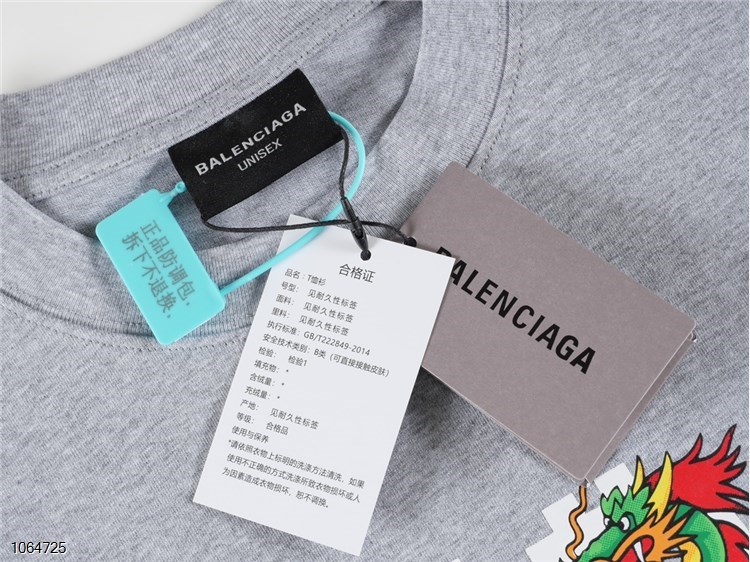 BALENCIAGA
UNISEX
正品防调包,
折下不退换.
BALENCIAGA
合格证
品名：T恤衫
号型： 见耐久性标签
面料： 见耐久性标签
里料： 见耐久性标签
执行标准：GB/T222849-2014
安全技术类别：B类（可直接接触皮肤）
检验： 检验1
填充物：*
含绒量：*
充绒量：*
产地： 见耐久性标签
等级： 合格品
使用与保养
*请依照衣物上标明的洗涤方法清洗，如果
使用不正确的方式洗涤所致衣物损坏或人
为因素造成衣物损坏，恕不调换。
1064725